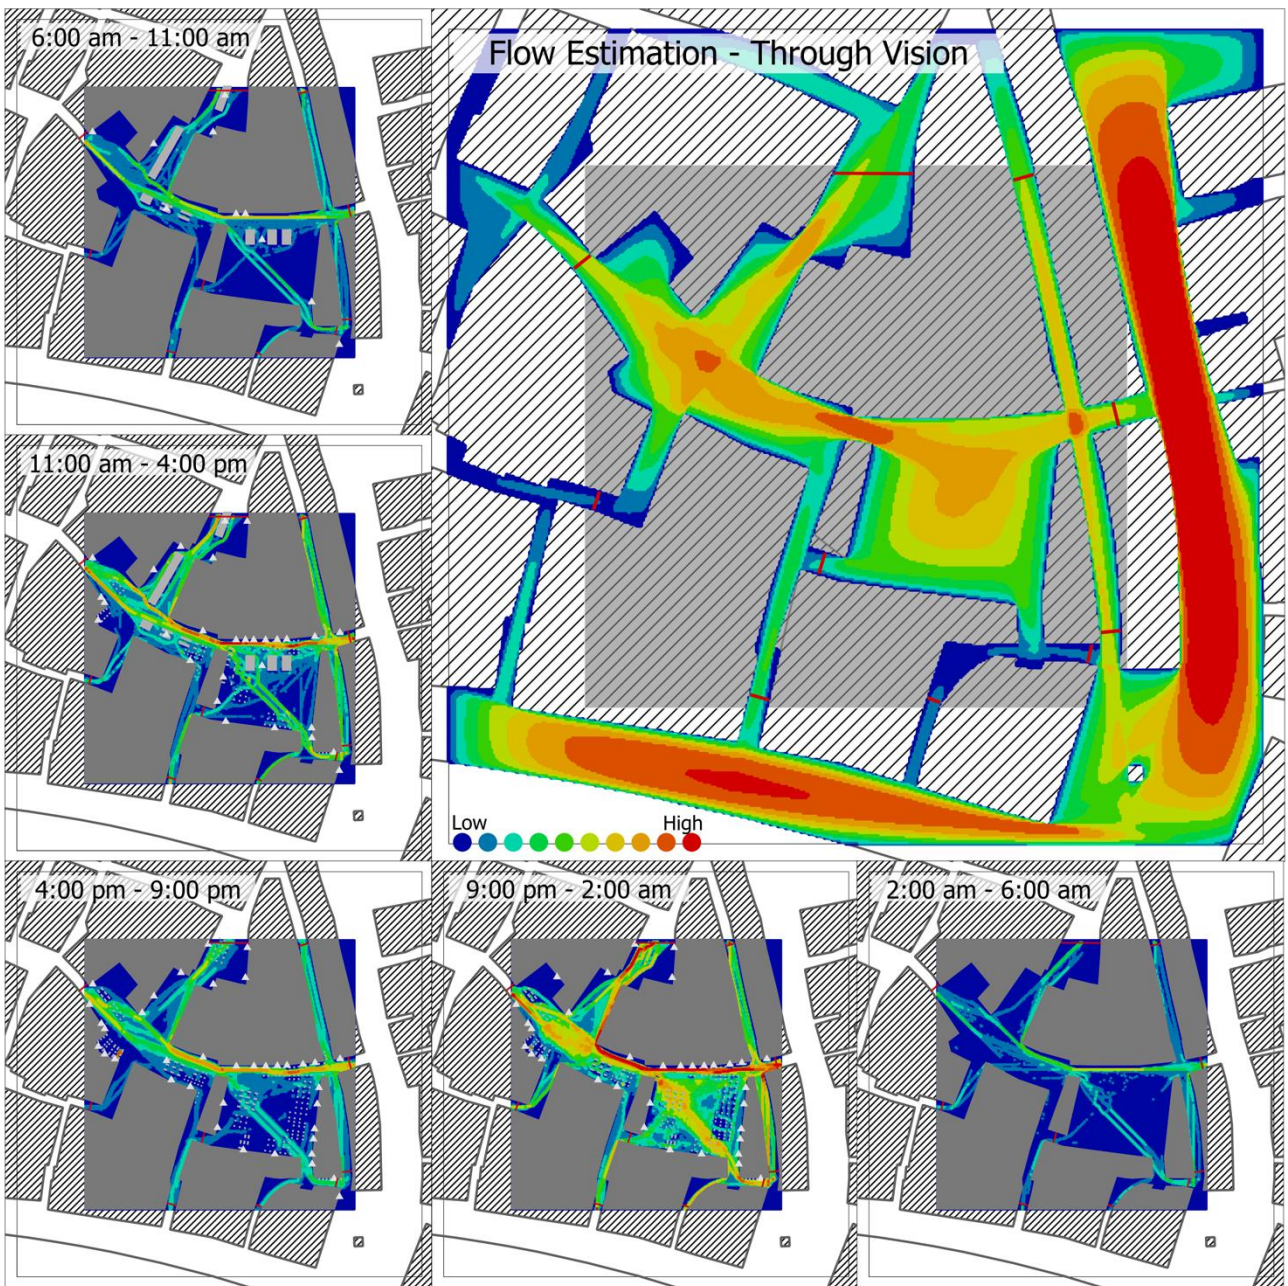 6:00 am - 11:00 am
Flow Estimation - Through Vision
11:00 am - 4:00 pm
Low High
4:00 pm - 9:00 pm
9:00 pm - 2:00 am
2:00 am - 6:00 am